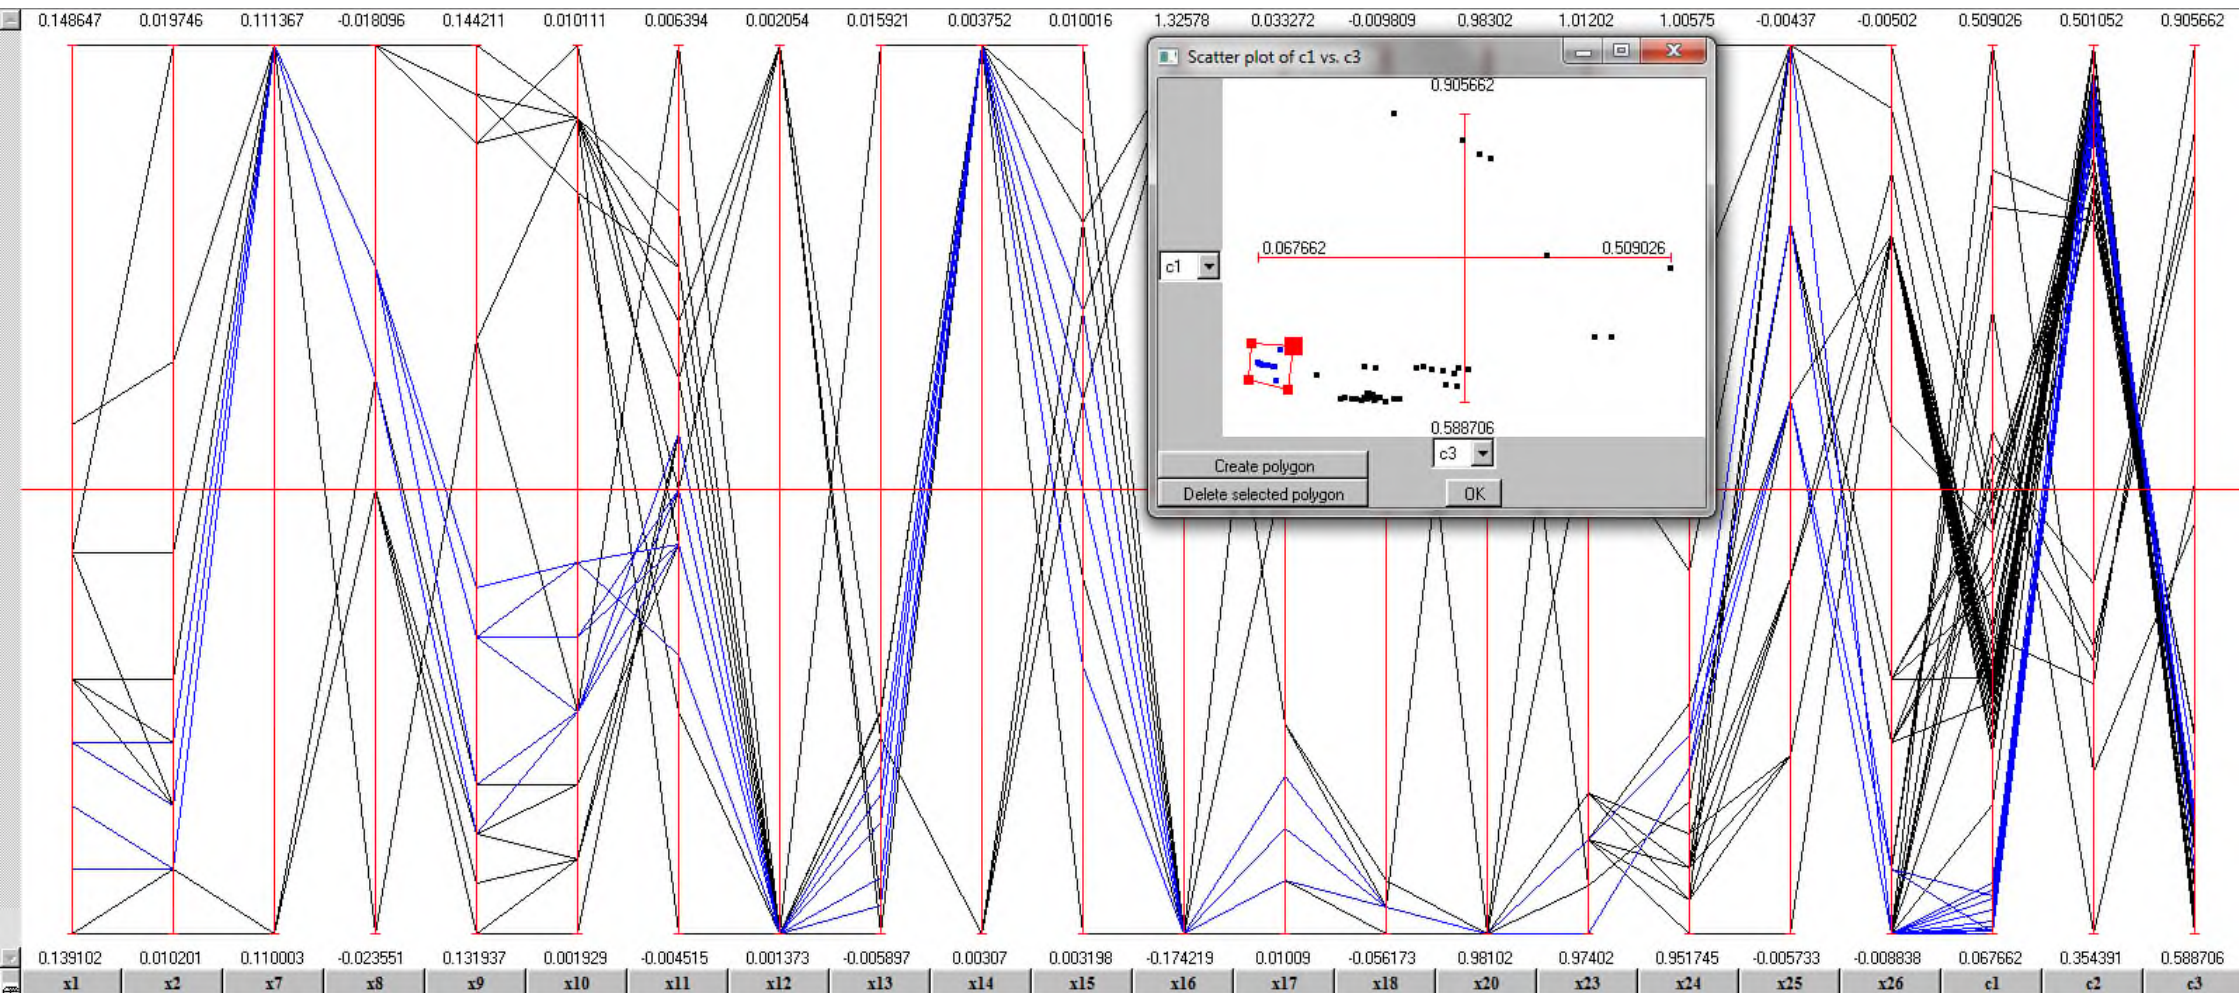 0.148647 0.019746 0.111367 -0.018096 0.144211 0.010111 0.006394 0.002054 0.015921 0.003752 0.010016 1.32578 0.033272 -0.009809 0.98302 1.01202 1.00575 -0.00437 -0.00502 0.509026 0.501052 0.905662
Scatter plot of c1 vs. c3
0.905662
0.067662 0.509026
c1
0.588706
c3
Create polygon
Delete selected polygon OK
0.139102 0.010201 0.110003 -0.023551 0.131937 0.001929 -0.004515 0.001373 -0.005897 0.00307 0.003198 -0.174219 0.01009 -0.056173 0.98102 0.97402 0.951745 -0.005733 -0.008838 0.067662 0.354391 0.588706
x1 x2 x7 x8 x9 x10 x11 x12 x13 x14 x15 x16 x17 x18 x20 x23 x24 x25 x26 c1 c2 c3